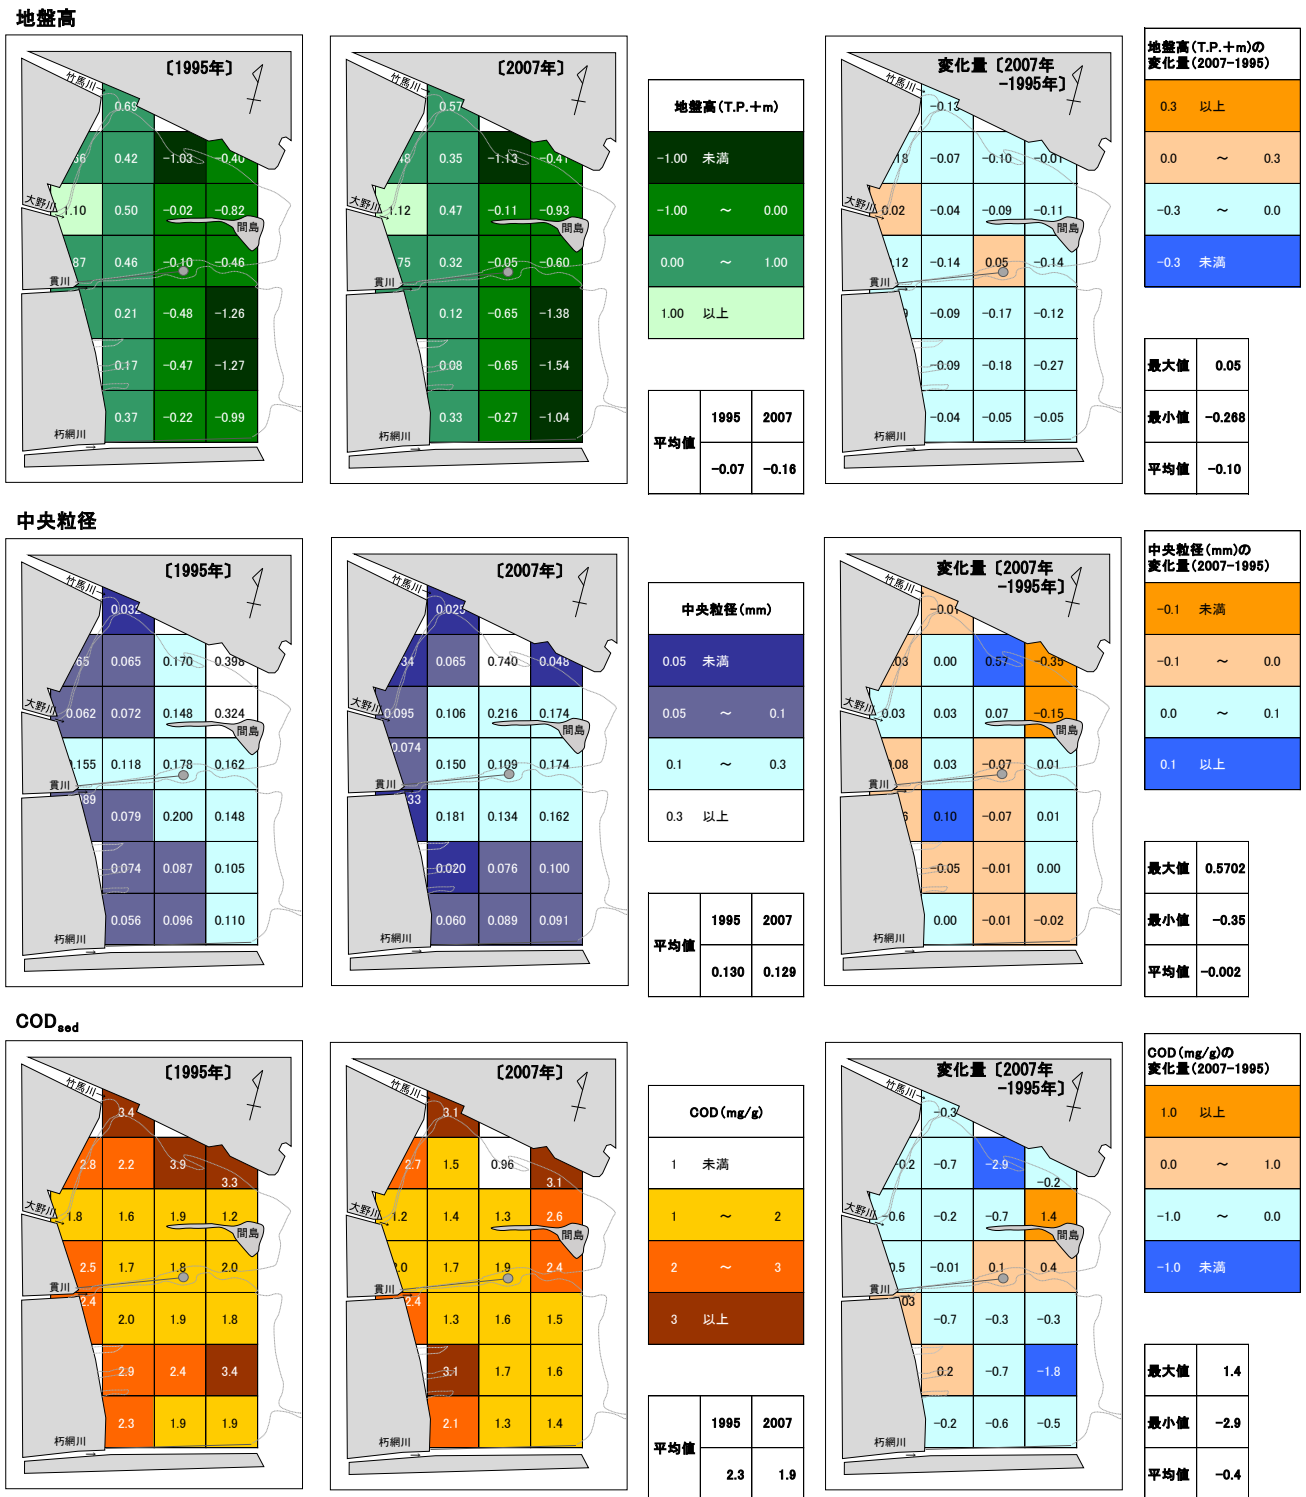 地盤高
〔1995年〕
竹馬川
0.69
0.42 -1.03 -0.40
大野川
1.10 0.50 -0.02 -0.82
間島
0.46 -0.10 -0.46
貫川
0.21 -0.48 -1.26
0.17 -0.47 -1.27
0.37 -0.22 -0.99
朽網川
〔2007年〕
竹馬川
0.57
0.35 -1.13 -0.41
大野川
1.12 0.47 -0.11 -0.93
間島
0.32 -0.05 -0.60
貫川
0.12 -0.65 -1.38
0.08 -0.65 -1.54
0.33 -0.27 -1.04
朽網川
地盤高(T.P.+m)
-1.00 未満
-1.00 ～ 0.00
0.00 ～ 1.00
1.00 以上
1995 2007
平均値
-0.07 -0.16
変化量〔2007年
-1995年〕
竹馬川
-0.13
-0.07 -0.10 -0.01
大野川
0.02 -0.04 -0.09 -0.11
間島
-0.14 0.05 -0.14
貫川
-0.09 -0.17 -0.12
-0.09 -0.18 -0.27
-0.04 -0.05 -0.05
朽網川
地盤高(T.P.+m)の
変化量(2007-1995)
0.3 以上
0.0 ～ 0.3
-0.3 ～ 0.0
-0.3 未満
最大値 0.05
最小値 -0.268
平均値 -0.10
中央粒径
〔1995年〕
竹馬川
0.032
0.065 0.170 0.398
大野川
0.062 0.072 0.148 0.324
間島
.155 0.118 0.178 0.162
貫川
0.079 0.200 0.148
0.074 0.087 0.105
0.056 0.096 0.110
朽網川
〔2007年〕
竹馬川
0.025
0.065 0.740 0.048
大野川
0.095 0.106 0.216 0.174
間島
0.074
0.150 0.109 0.174
貫川
0.181 0.134 0.162
0.020 0.076 0.100
0.060 0.089 0.091
朽網川
中央粒径(mm)
0.05 未満
0.05 ～ 0.1
0.1 ～ 0.3
0.3 以上
1995 2007
平均値
0.130 0.129
変化量〔2007年
-1995年〕
竹馬川
-0.01
0.00 0.57 -0.35
大野川
0.03 0.03 0.07 -0.15
間島
0.03 -0.07 0.01
貫川
0.10 -0.07 0.01
-0.05 -0.01 0.00
0.00 -0.01 -0.02
朽網川
中央粒径(mm)の
変化量(2007-1995)
-0.1 未満
-0.1 ～ 0.0
0.0 ～ 0.1
0.1 以上
最大値 0.5702
最小値 -0.35
平均値 -0.002
CODsed
〔1995年〕
竹馬川
3.4
2.8 2.2 3.9 3.3
大野川
1.8 1.6 1.9 1.2
間島
2.5 1.7 1.8 2.0
貫川
2.4
2.0 1.9 1.8
2.9 2.4 3.4
2.3 1.9 1.9
朽網川
〔2007年〕
竹馬川
3.1
2.7 1.5 0.96 3.1
大野川
1.2 1.4 1.3 2.6
間島
1.7 1.9 2.4
貫川
2.4
1.3 1.6 1.5
3.1 1.7 1.6
2.1 1.3 1.4
朽網川
COD(mg/g)
1 未満
1 ～ 2
2 ～ 3
3 以上
1995 2007
平均値
2.3 1.9
変化量〔2007年
-1995年〕
竹馬川
-0.3
-0.2 -0.7 -2.9 -0.2
大野川
-0.6 -0.2 -0.7 1.4
間島
-0.01 0.1 0.4
貫川
-0.7 -0.3 -0.3
0.2 -0.7 -1.8
-0.2 -0.6 -0.5
朽網川
COD(mg/g)の
変化量(2007-1995)
1.0 以上
0.0 ～ 1.0
-1.0 ～ 0.0
-1.0 未満
最大値 1.4
最小値 -2.9
平均値 -0.4